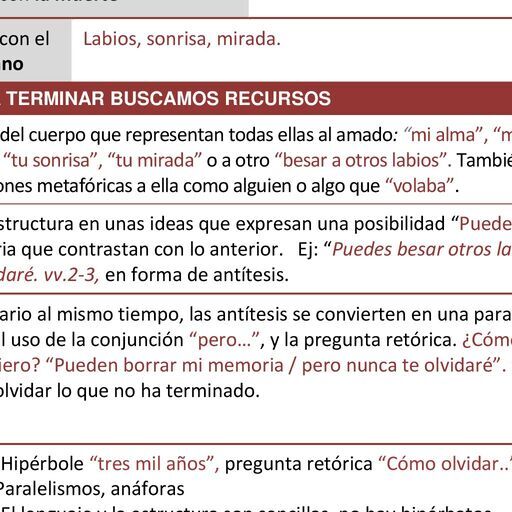 con el
no
Labios, sonrisa, mirada.
TERMINAR BUSCAMOS RECURSOS
del cuerpo que representan todas ellas al amado: “mi alma”,
“tu sonrisa”, “tu mirada” o a otro “besar a otros labios”. Tambié
ones metafóricas a ella como alguien o algo que “volaba”.
structura en unas ideas que expresan una posibilidad “Puede
ria que contrastan con lo anterior. Ej: “Puedes besar otros la
daré. vv.2-3, en forma de antítesis.
ario al mismo tiempo, las antítesis se convierten en una para
l uso de la conjunción “pero…”, y la pregunta retórica. ¿Cóm
iero? “Pueden borrar mi memoria / pero nunca te olvidaré”.
olvidar lo que no ha terminado.
Hipérbole “tres mil años”, pregunta retórica “Cómo olvidar..”
Paralelismos, anáforas